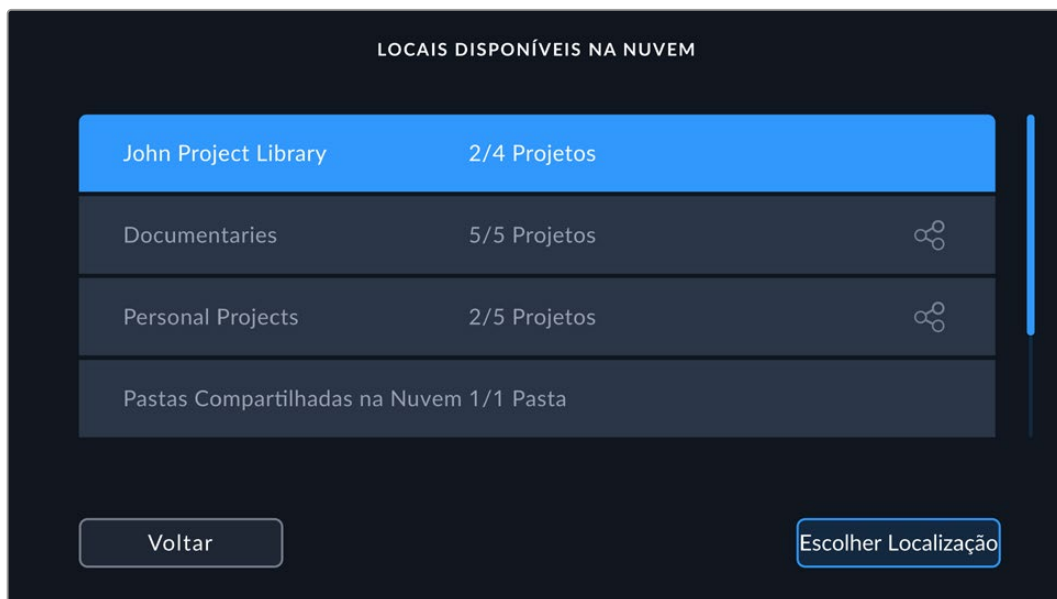 LOCAIS DISPONÍVEIS NA NUVEM
John Project Library 2/4 Projetos
Documentaries 5/5 Projetos
Personal Projects 2/5 Projetos
Pastas Compartilhadas na Nuvem 1/1 Pasta
Voltar Escolher Localização